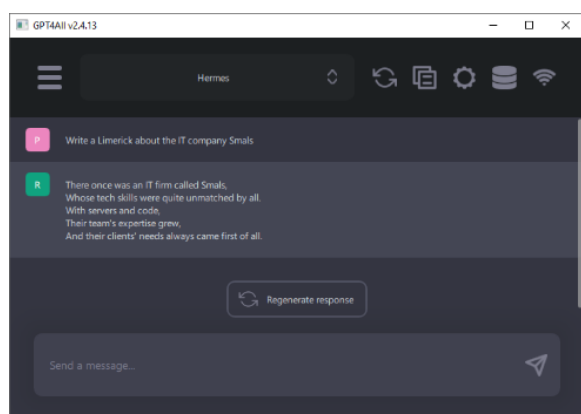 GPT4All v2.4.13
Hermes
P
Write a Limerick about the IT company Smals
R
There once was an IT firm called Smals,
Whose tech skills were quite unmatched by all.
With servers and code,
Their team's expertise grew,
And their clients' needs always came first of all.
Regenerate response
Send a message...